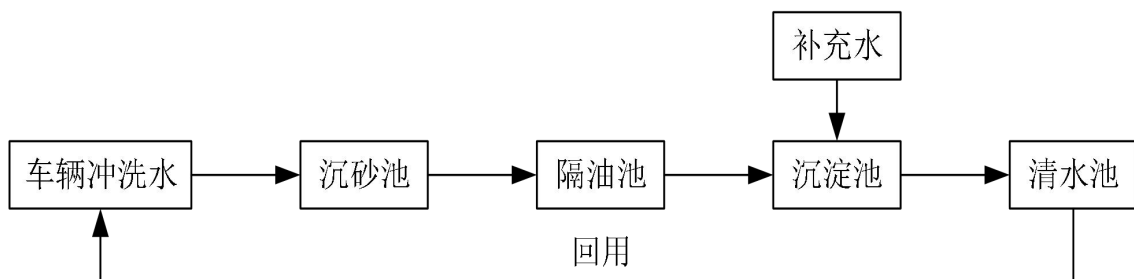 补充水
车辆冲洗水
沉砂池
隔油池
沉淀池
清水池
回用